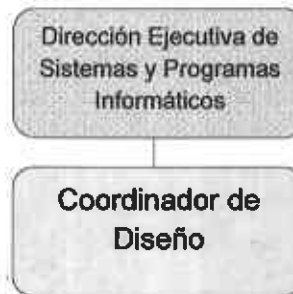 Dirección Ejecutiva de
Sistemas y Programas
Informáticos
Coordinador de
Diseño